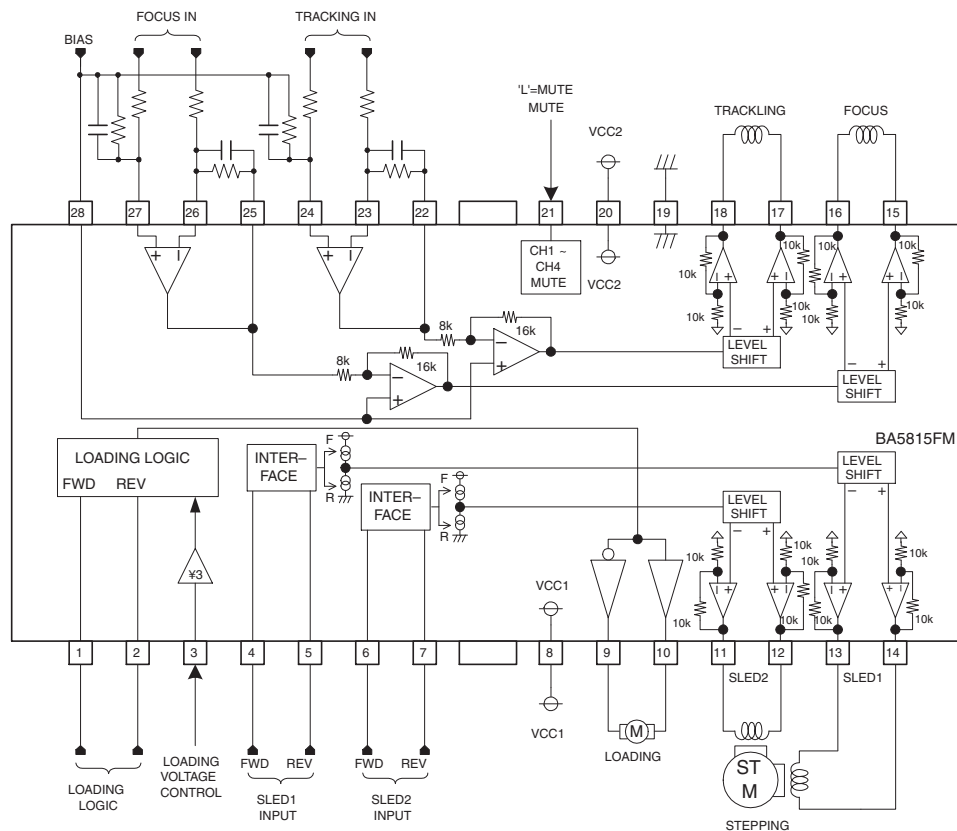 FOCUS IN TRACKING IN
BIAS
'L'=MUTE
MUTE
VCC2
TRACKLING FOCUS
28 27 26 25 24 23 22 21 20 19 18 17 16 15
+ − + −
CH1 ~
CH4
MUTE
VCC2
10k 10k 10k 10k
10k 10k 10k 10k
− + + − − + + −
8k 16k
− +
LEVEL
SHIFT
8k 16k
− +
− +
LEVEL
SHIFT
− +
BA5815FM
LOADING LOGIC
FWD REV
INTER–
FACE
F
R
INTER–
FACE
F
R
LEVEL
SHIFT
− +
LEVEL
SHIFT
− +
¥3
VCC1
10k 10k 10k 10k
− + + − − + + −
10k 10k 10k 10k
1 2 3 4 5 6 7 8 9 10 11 12 13 14
SLED2 SLED1
VCC1
M
LOADING
LOADING
LOGIC
LOADING
VOLTAGE
CONTROL
FWD REV
SLED1
INPUT
FWD REV
SLED2
INPUT
ST
M
STEPPING